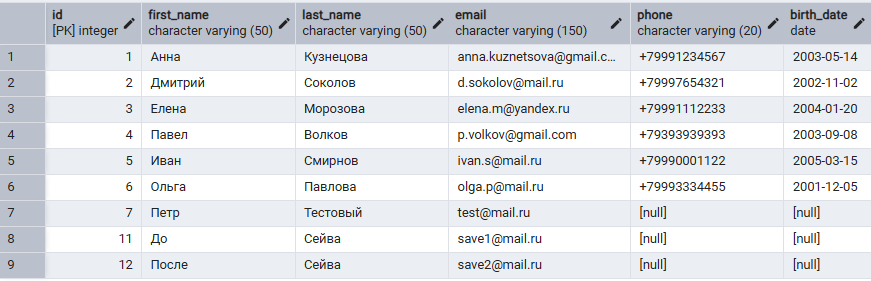 id first_name last_name email phone birth_date
[PK] integer character varying (50) character varying (50) character varying (150) character varying (20) date
1 1 Анна Кузнецова anna.kuznetsova@gmail.c... +79991234567 2003-05-14
2 2 Дмитрий Соколов d.sokolov@mail.ru +79997654321 2002-11-02
3 3 Елена Морозова elena.m@yandex.ru +79991112233 2004-01-20
4 4 Павел Волков p.volkov@gmail.com +79393939393 2003-09-08
5 5 Иван Смирнов ivan.s@mail.ru +79990001122 2005-03-15
6 6 Ольга Павлова olga.p@mail.ru +79993334455 2001-12-05
7 7 Петр Тестовый test@mail.ru [null] [null]
8 11 До Сейва save1@mail.ru [null] [null]
9 12 После Сейва save2@mail.ru [null] [null]